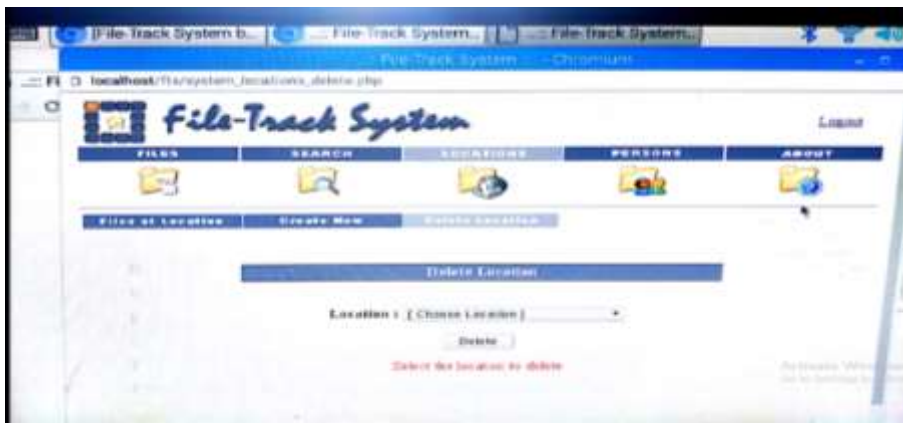 [File-Track System b... ..:: File-Track System... ..:: File-Track System...
File-Track System - Chromium
localhost/fts/system_locations_delete.php
File-Track System
Logout
FILES SEARCH LOCATIONS PERSONS ABOUT
Files at Location Create New Delete Location
Delete Location
Location : [ Choose Location ]
Delete
Select the location to delete
Activate Windows